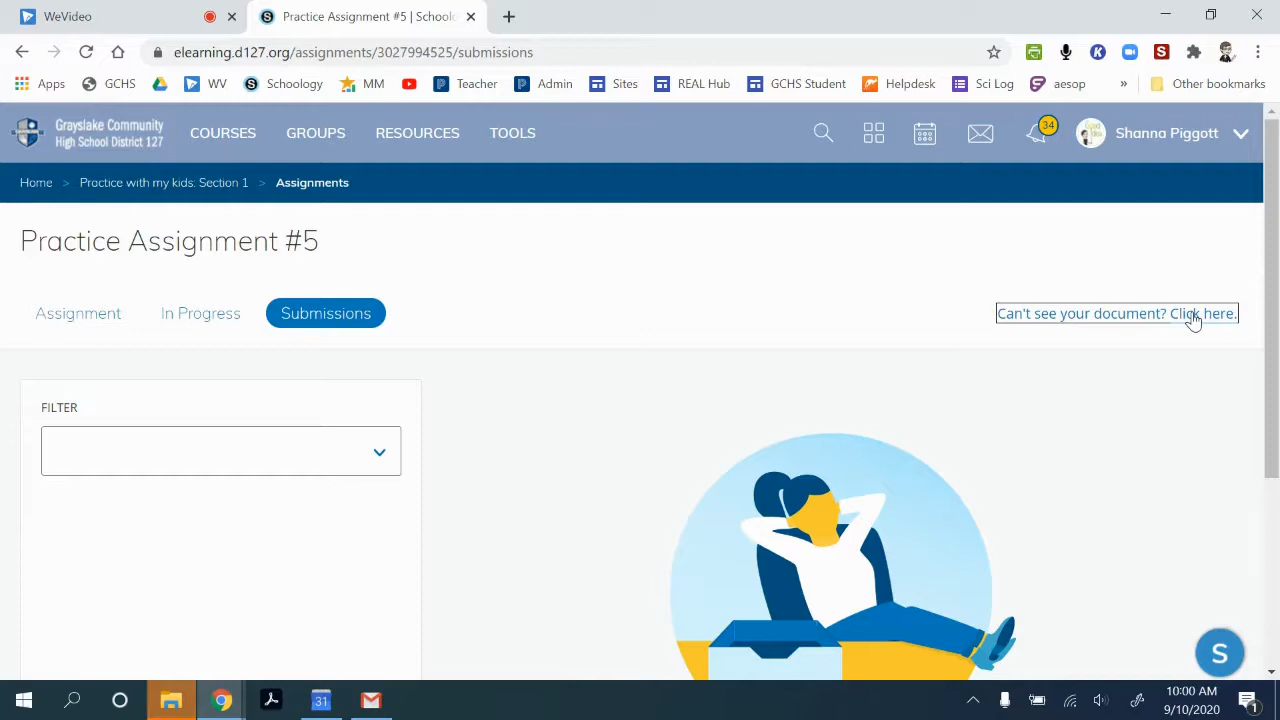 WeVideo
Practice Assignment #5 | Schoolo
elearning.d127.org/assignments/3027994525/submissions
Apps
GCHS
WV
Schoology
MM
Teacher
Admin
Sites
REAL Hub
GCHS Student
Helpdesk
Sci Log
aesop
»
Other bookmarks
Grayslake Community
High School District 127
COURSES
GROUPS
RESOURCES
TOOLS
34
Shanna Piggott
Home > Practice with my kids: Section 1 > Assignments
Practice Assignment #5
Assignment
In Progress
Submissions
Can't see your document? Click here.
FILTER
S
31
10:00 AM
9/10/2020
1